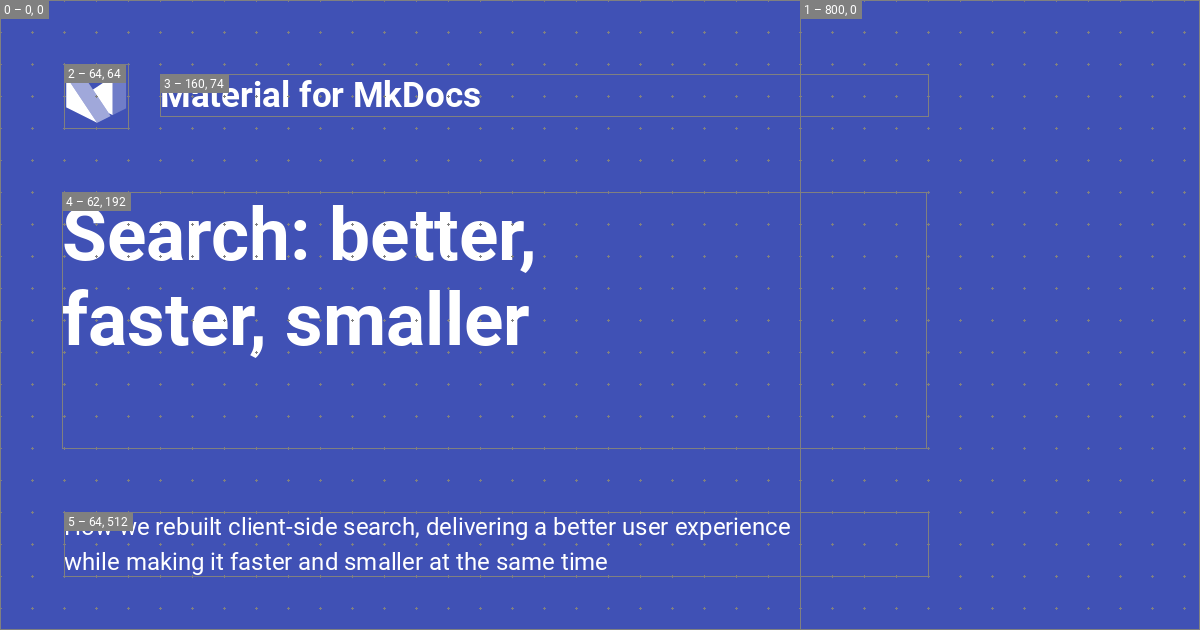 0 – 0, 0
1 – 800, 0
2 – 64, 64
3 – 160, 74
Material for MkDocs
4 – 62, 192
Search: better,
faster, smaller
5 – 64, 512
How we rebuilt client-side search, delivering a better user experience
while making it faster and smaller at the same time